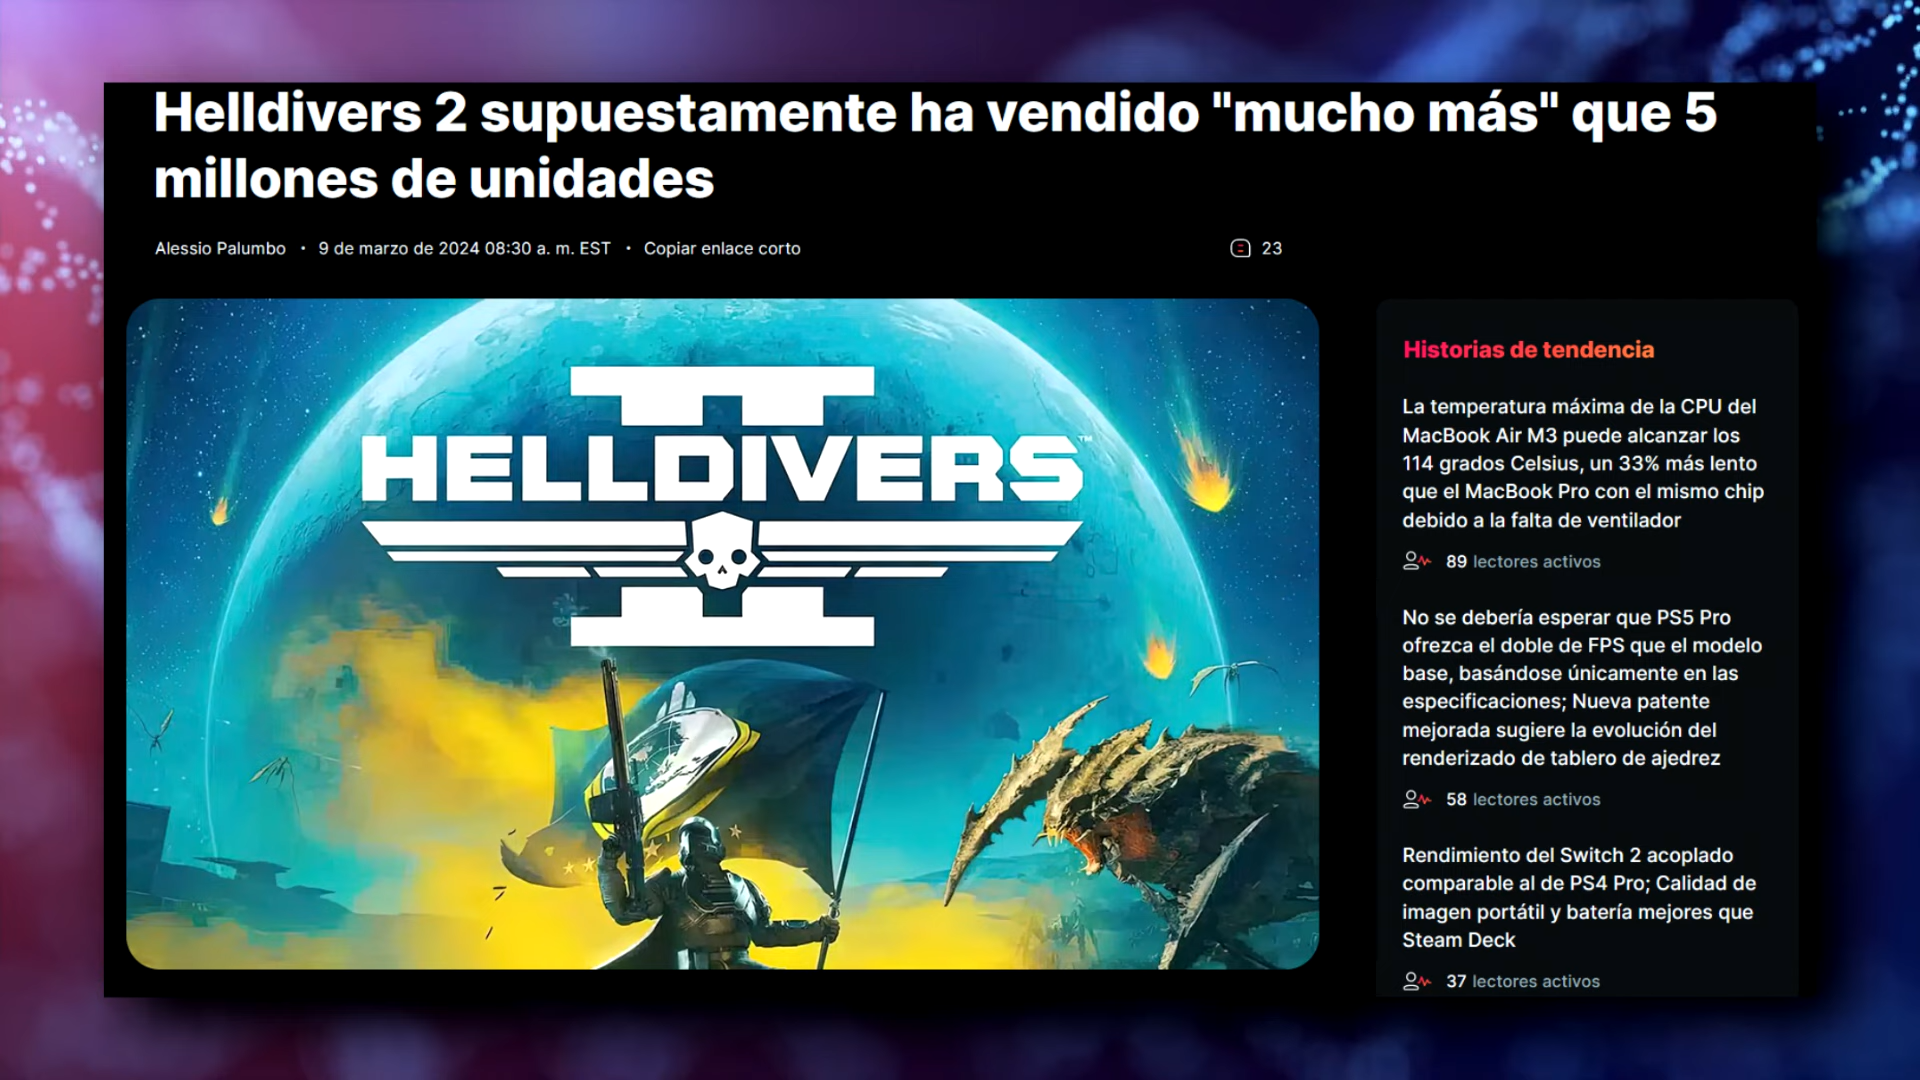 Helldivers 2 supuestamente ha vendido "mucho más" que 5
millones de unidades
Alessio Palumbo • 9 de marzo de 2024 08:30 a. m. EST • Copiar enlace corto
23
II
HELLDIVERS™
II
Historias de tendencia
La temperatura máxima de la CPU del
MacBook Air M3 puede alcanzar los
114 grados Celsius, un 33% más lento
que el MacBook Pro con el mismo chip
debido a la falta de ventilador
89 lectores activos
No se debería esperar que PS5 Pro
ofrezca el doble de FPS que el modelo
base, basándose únicamente en las
especificaciones; Nueva patente
mejorada sugiere la evolución del
renderizado de tablero de ajedrez
58 lectores activos
Rendimiento del Switch 2 acoplado
comparable al de PS4 Pro; Calidad de
imagen portátil y batería mejores que
Steam Deck
37 lectores activos